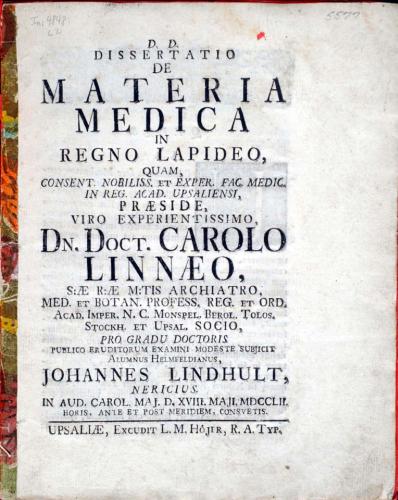 5577
D. D.
DISSERTATIO
DE
MATERIA
MEDICA
IN
REGNO LAPIDEO,
QUAM,
CONSENT. NOBILISS. ET EXPER. FAC. MEDIC.
IN REG. ACAD. UPSALIENSI,
PRÆSIDE,
VIRO EXPERIENTISSIMO,
DN. DOCT. CAROLO
LINNÆO,
S:Æ R:Æ M:TIS ARCHIATRO,
MED. ET BOTAN. PROFESS. REG. ET ORD.
ACAD. IMPER. N. C. MONSPEL. BEROL. TOLOS.
STOCKH. ET UPSAL. SOCIO,
PRO GRADU DOCTORIS
PUBLICO ERUDITORUM EXAMINI MODESTE SUBJICIT
ALUMNUS HELMFELDIANUS,
JOHANNES LINDHULT,
NERICIUS.
IN AUD. CAROL. MAJ. D. XVIII. MAJI. MDCCLII.
HORIS, ANTE ET POST MERIDIEM, CONSVETIS.
UPSALIÆ, EXCUDIT L. M. HÖJER, R. A. TYP.